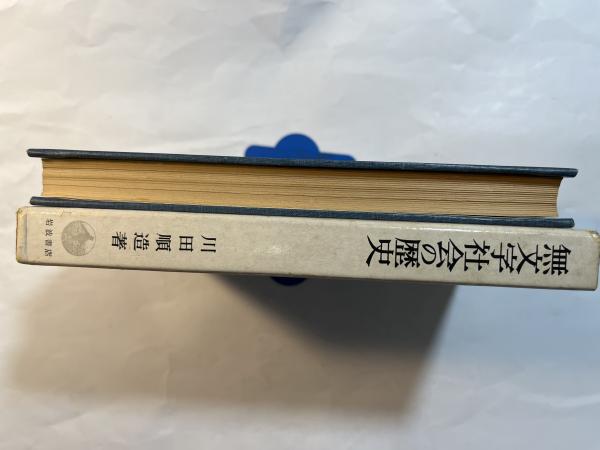 無文字社会の歴史
川田順造著
岩波書店